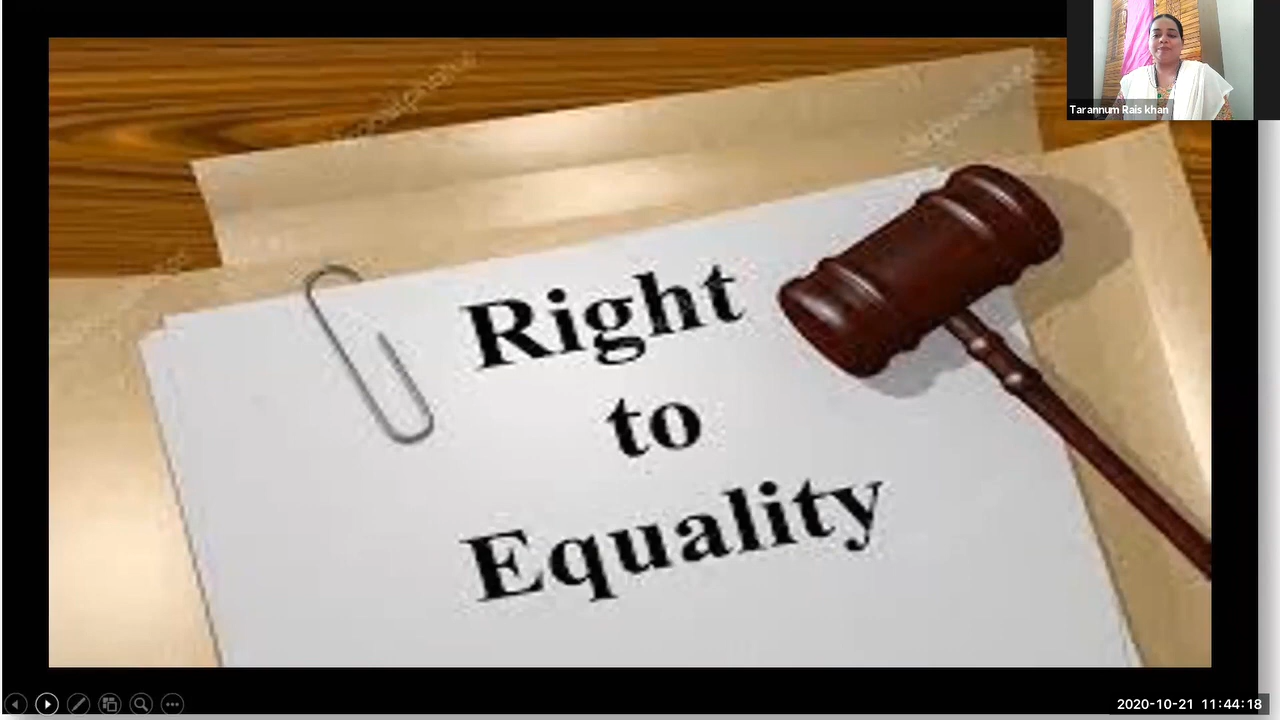 Tarannum Rais khan
Right
to
Equality
2020-10-21 11:44:18